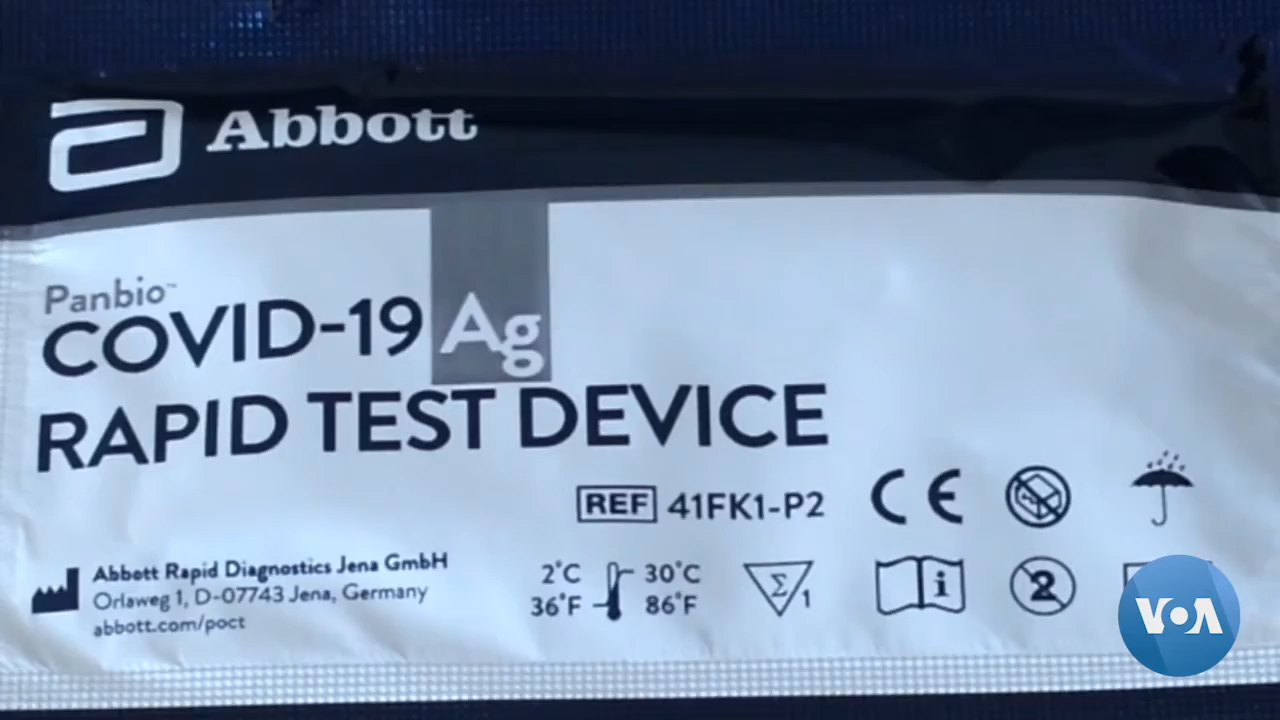 Abbott
Panbio™
COVID-19 Ag
RAPID TEST DEVICE
REF 41FK1-P2
CE
Abbott Rapid Diagnostics Jena GmbH
Orlaweg 1, D-07743 Jena, Germany
abbott.com/poct
2°C 30°C
36°F 86°F
Σ 1
i
2
VOA